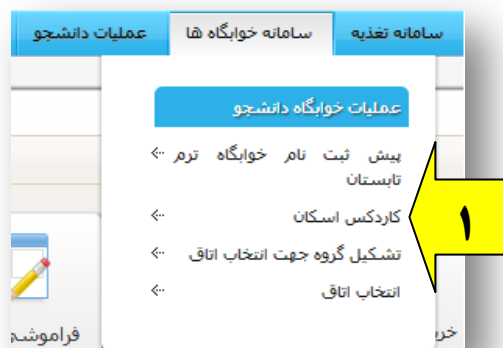 سامانه تغذیه
سامانه خوابگاه ها
عملیات دانشجو
عملیات خوابگاه دانشجو
پیش ثبت نام خوابگاه ترم
تابستان
کاردکس اسکان
تشکیل گروه جهت انتخاب اتاق
انتخاب اتاق
۱